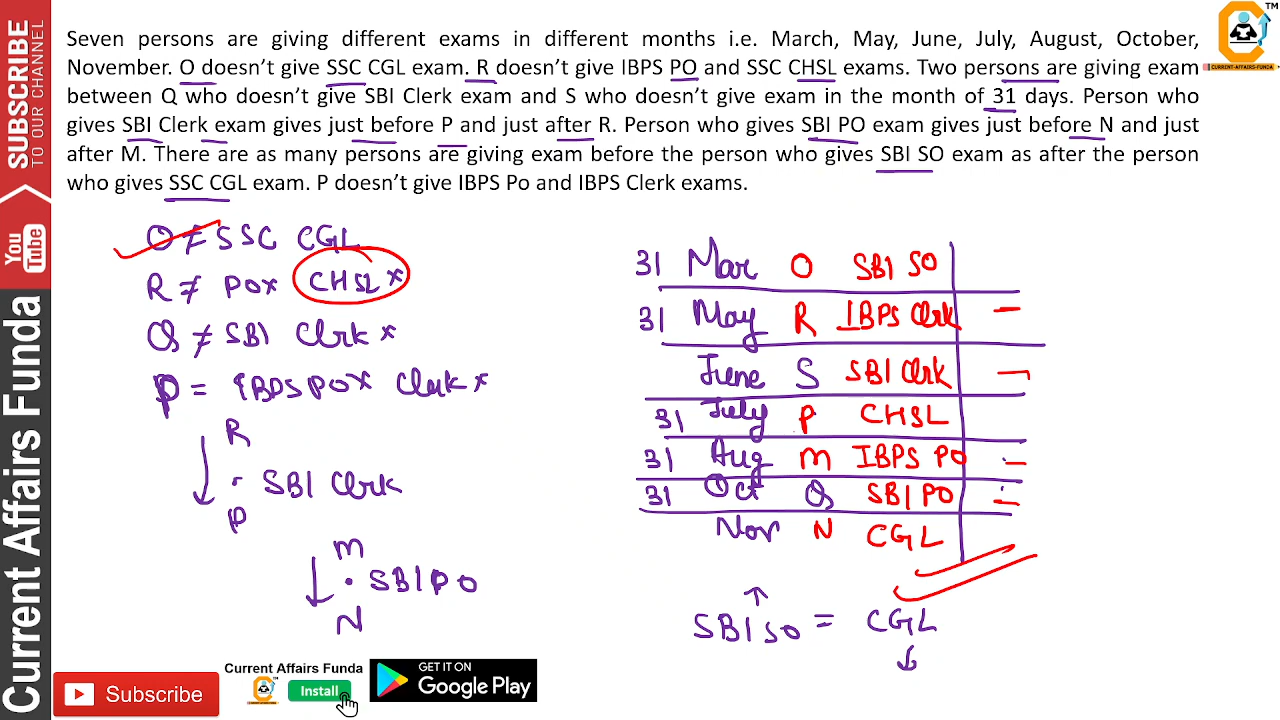 SUBSCRIBE
TO OUR CHANNEL
You
Tube
Current Affairs Funda
TM
CURRENT-AFFAIRS-FUNDA
Seven persons are giving different exams in different months i.e. March, May, June, July, August, October,
November. O doesn't give SSC CGL exam. R doesn't give IBPS PO and SSC CHSL exams. Two persons are giving exam
between Q who doesn't give SBI Clerk exam and S who doesn't give exam in the month of 31 days. Person who
gives SBI Clerk exam gives just before P and just after R. Person who gives SBI PO exam gives just before N and just
after M. There are as many persons are giving exam before the person who gives SBI SO exam as after the person
who gives SSC CGL exam. P doesn't give IBPS Po and IBPS Clerk exams.
O ≠ SSC CGL
R ≠ PO× CHSL×
Q ≠ SBI Clrk ×
P = IBPS PO× Clerk ×
R
· SBI Clerk
P
M
· SBI PO
N
31 Mar O SBI SO
31 May R IBPS Clrk –
June S SBI Clerk
31 July P CHSL
31 Aug M IBPS PO
31 Oct Q SBI PO
Nov N CGL
↑
SBI SO = CGL
↓
Subscribe
Current Affairs Funda
Install
GET IT ON
Google Play